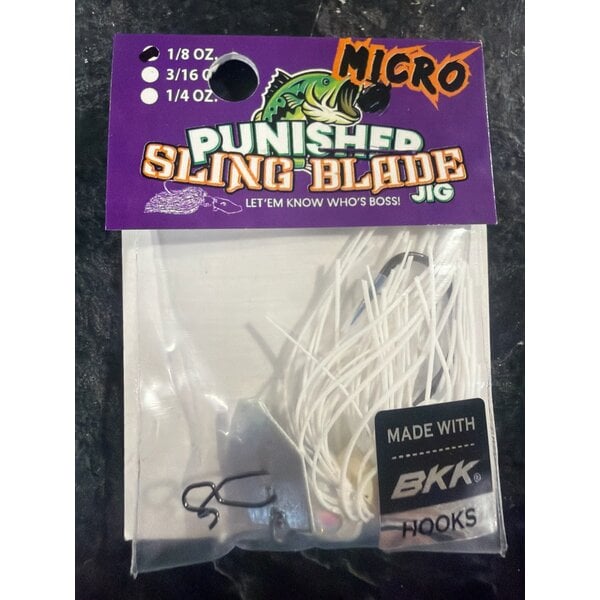 1/8 OZ.
3/16 O
1/4 OZ.
MICRO
PUNISHER
SLING BLADE
JIG
LET'EM KNOW WHO'S BOSS!
MADE WITH
BKK®
HOOKS